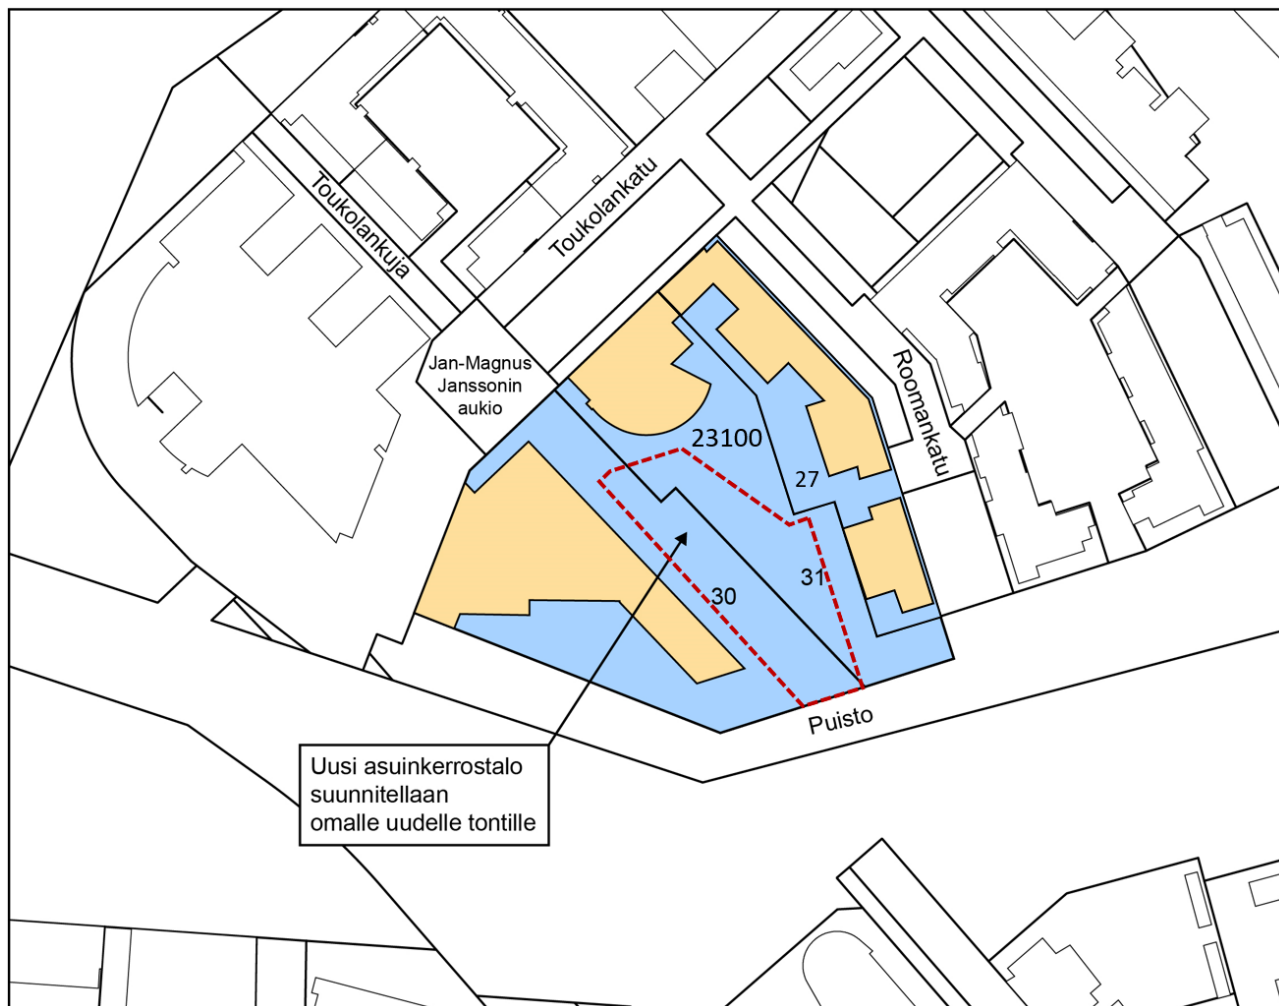 Toukolankuja
Toukolankatu
Jan-Magnus
Janssonin
aukio
Roomankatu
23100
27
31
30
Puisto
Uusi asuinkerrostalo
suunnitellaan
omalle uudelle tontille